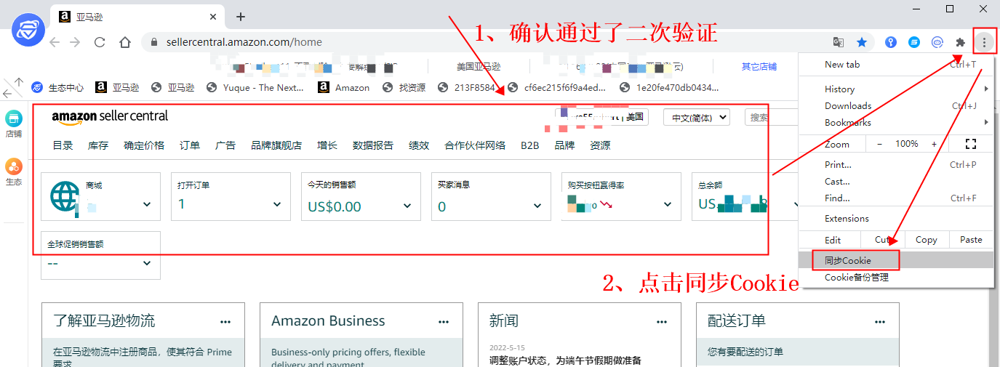 亚马逊
1、确认通过了二次验证
sellercentral.amazon.com/home
美国亚马逊
其它店铺
生态中心
亚马逊
亚马逊
Yuque - The Next...
Amazon
找资源
213F8584
cf6ec215f6f9a4ed...
1e20fe470db0434...
店铺
生态
amazon seller central
美国
中文(简体)
搜索
目录 库存 确定价格 订单 广告 品牌旗舰店 增长 数据报告 绩效 合作伙伴网络 B2B 品牌 资源
商城
打开订单
1
今天的销售额
US$0.00
买家消息
0
购买按钮赢得率
总余额
US
全球促销销售额
--
New tab Ctrl+T
History
Downloads Ctrl+J
Bookmarks
Zoom - 100% +
Print... Ctrl+P
Cast...
Find... Ctrl+F
Extensions
Edit Cut Copy Paste
同步Cookie
Cookie备份管理
2、点击同步Cookie
了解亚马逊物流
在亚马逊物流中注册商品，使其符合 Prime
要求
Amazon Business
Business-only pricing offers, flexible
delivery and payment
新闻
2022-5-15
调整账户状态，为端午节假期做准备
配送订单
您有要配送的订单